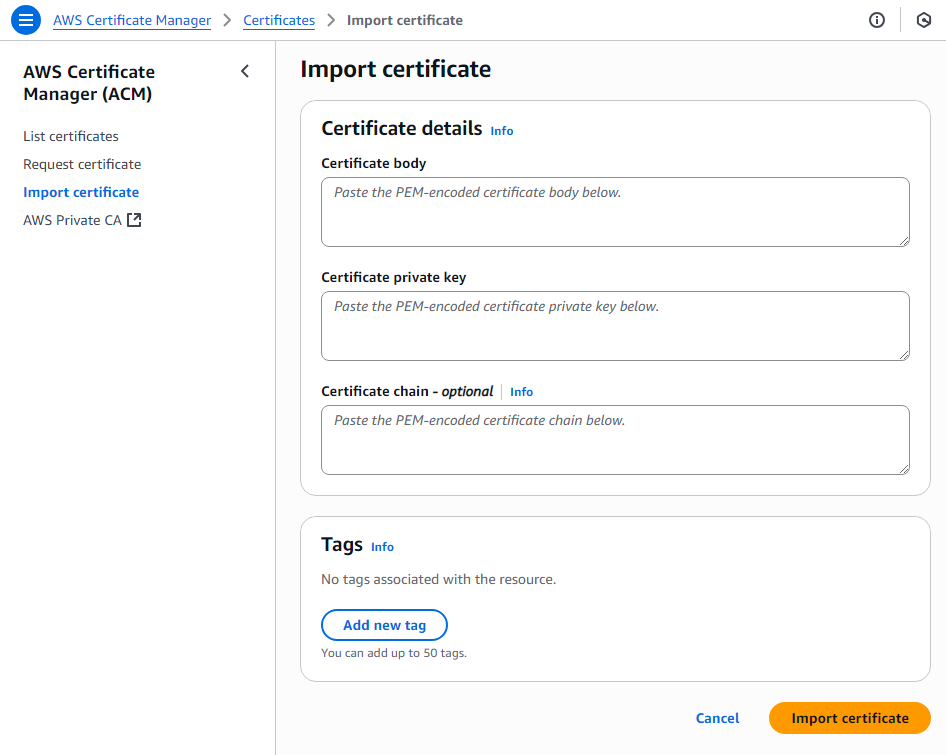 AWS Certificate Manager > Certificates > Import certificate
AWS Certificate
Manager (ACM)
List certificates
Request certificate
Import certificate
AWS Private CA
Import certificate
Certificate details Info
Certificate body
Paste the PEM-encoded certificate body below.
Certificate private key
Paste the PEM-encoded certificate private key below.
Certificate chain - optional Info
Paste the PEM-encoded certificate chain below.
Tags Info
No tags associated with the resource.
Add new tag
You can add up to 50 tags.
Cancel Import certificate